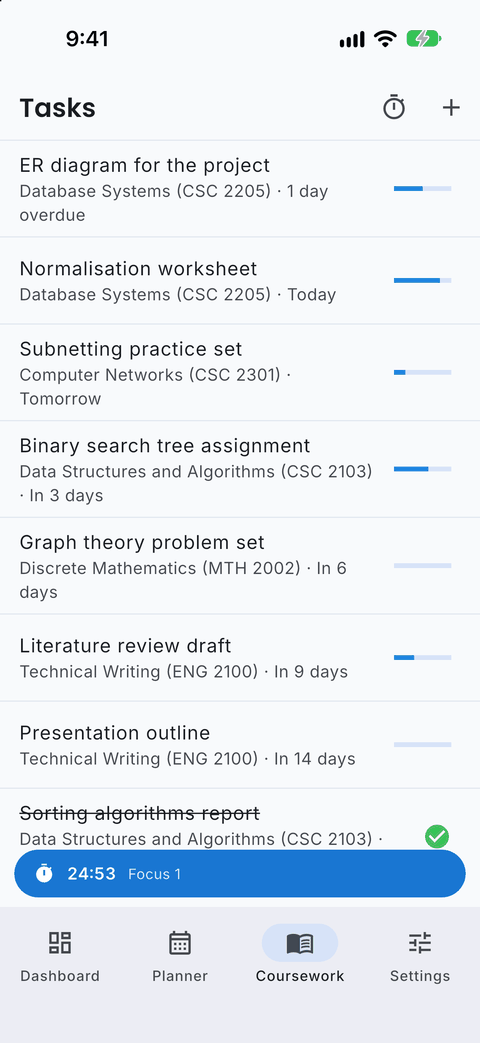 9:41
Tasks
ER diagram for the project
Database Systems (CSC 2205) · 1 day
overdue
Normalisation worksheet
Database Systems (CSC 2205) · Today
Subnetting practice set
Computer Networks (CSC 2301) ·
Tomorrow
Binary search tree assignment
Data Structures and Algorithms (CSC 2103)
· In 3 days
Graph theory problem set
Discrete Mathematics (MTH 2002) · In 6
days
Literature review draft
Technical Writing (ENG 2100) · In 9 days
Presentation outline
Technical Writing (ENG 2100) · In 14 days
Sorting algorithms report
Data Structures and Algorithms (CSC 2103) ·
24:53 Focus 1
Dashboard Planner Coursework Settings